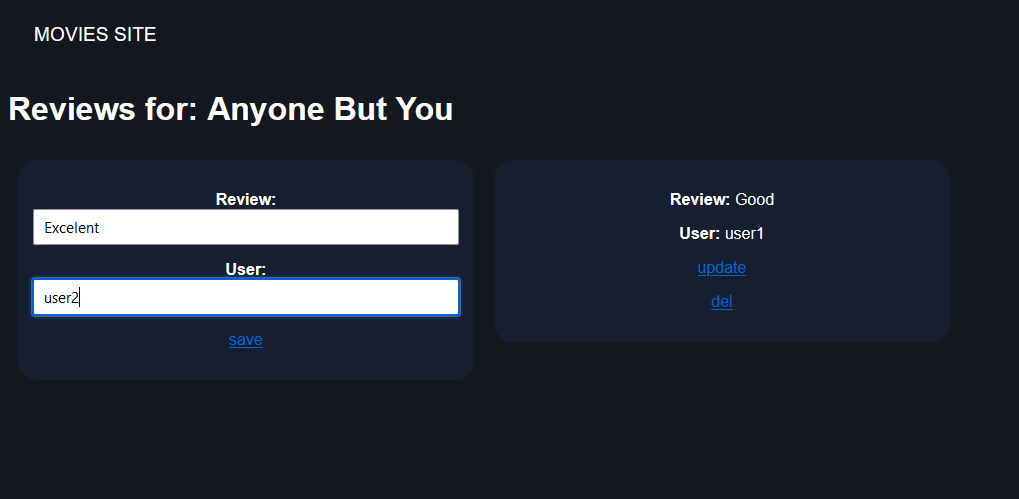 MOVIES SITE
Reviews for: Anyone But You
Review:
Excelent
User:
user2
save
Review: Good
User: user1
update
del